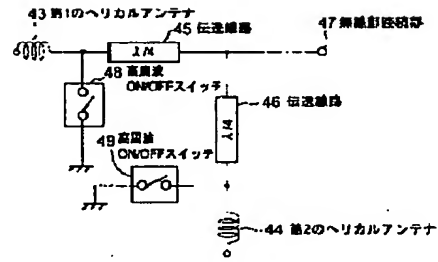 43 第1のヘリカルアンテナ
45 伝送線路
47 無線部接続部
λ/4
48 高周波
ON/OFFスイッチ
46 伝送線路
λ/4
49 高周波
ON/OFFスイッチ
44 第2のヘリカルアンテナ